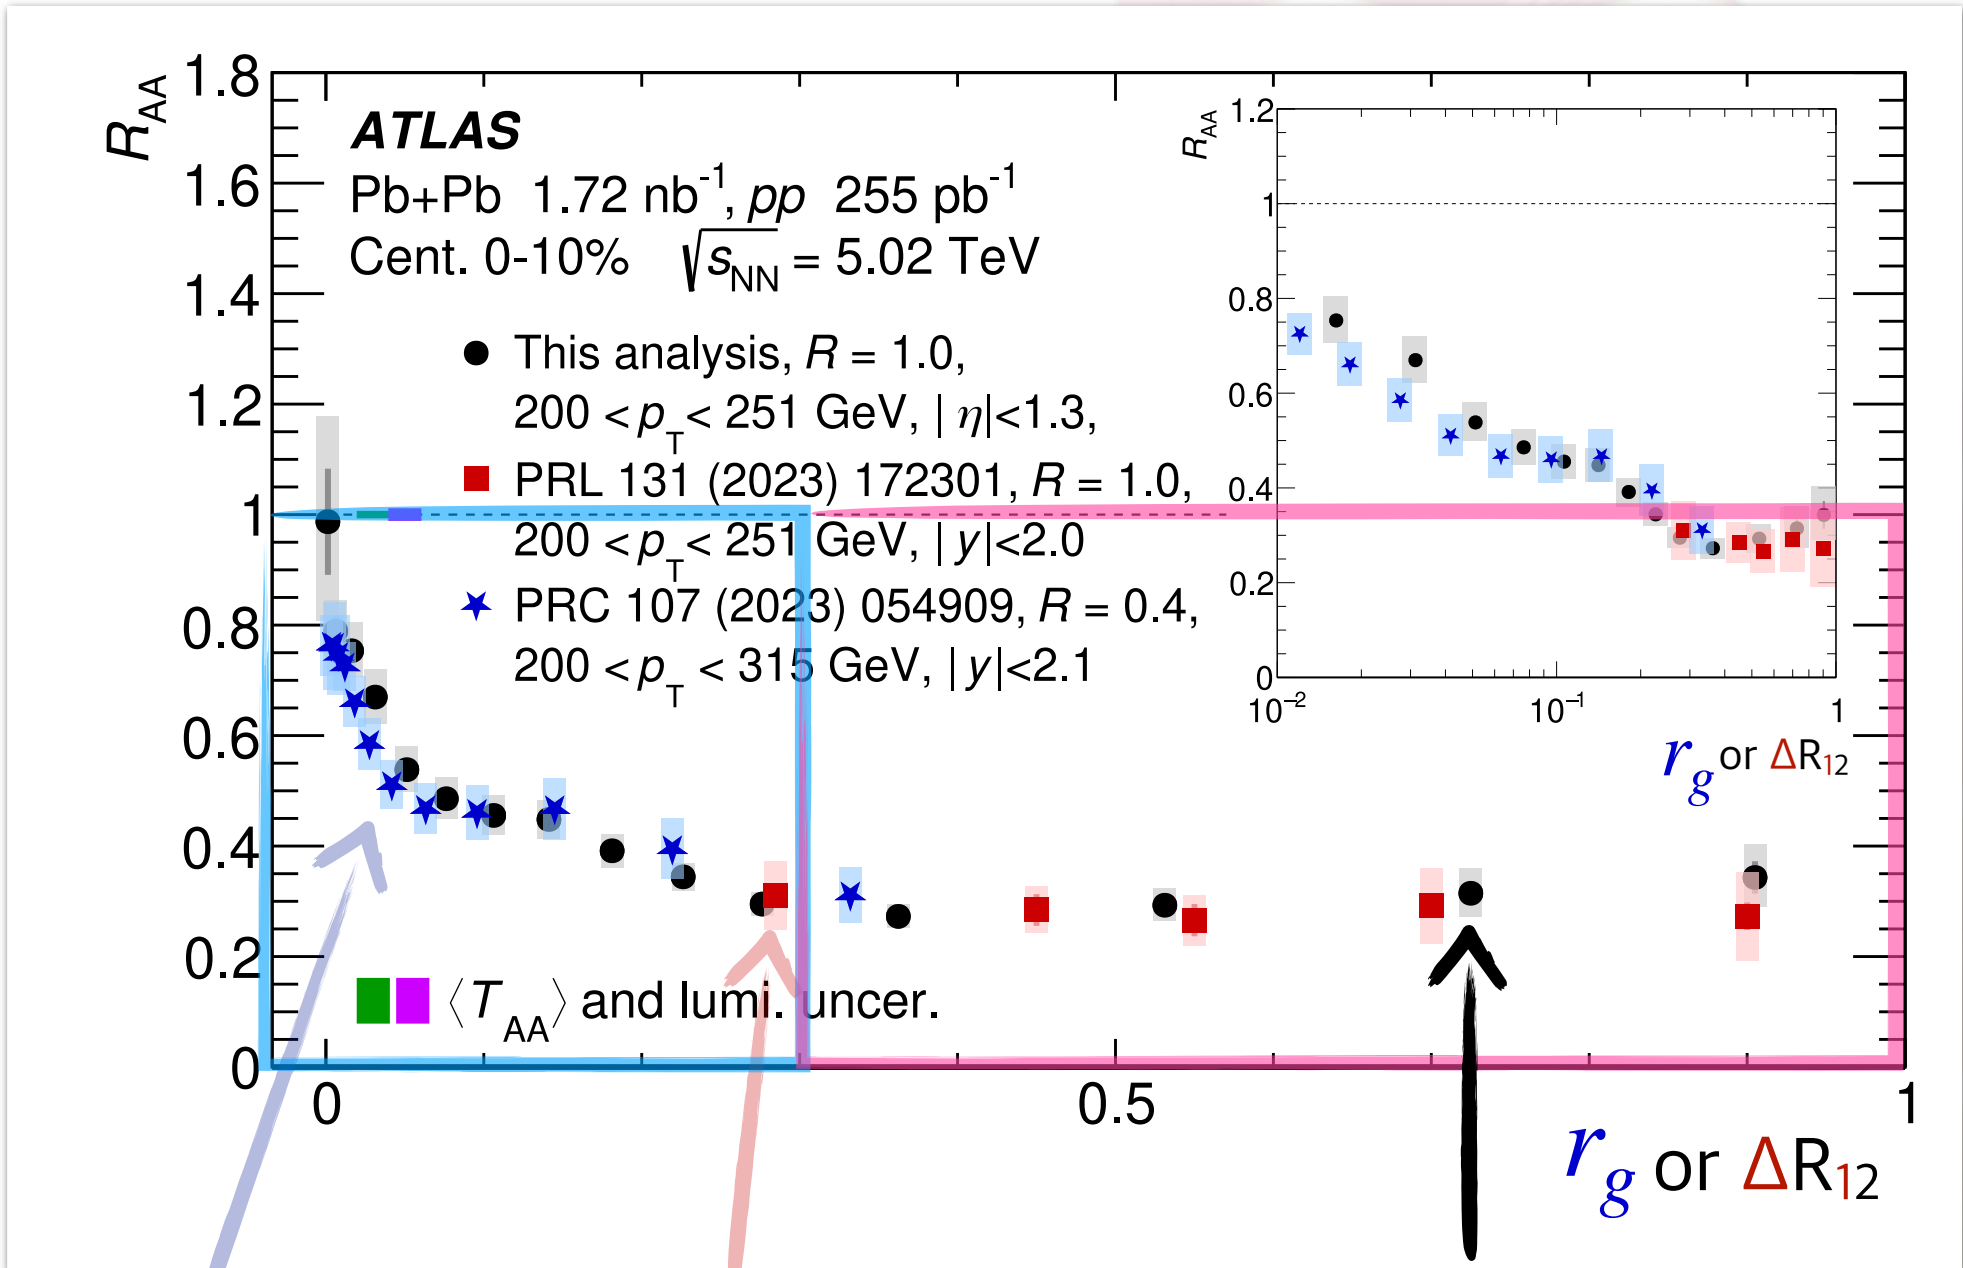 R_AA
1.8
1.6
1.4
1.2
1
0.8
0.6
0.4
0.2
0
ATLAS
Pb+Pb 1.72 nb⁻¹, pp 255 pb⁻¹
Cent. 0-10% √s_NN = 5.02 TeV
This analysis, R = 1.0,
200 < p_T < 251 GeV, | η|<1.3,
PRL 131 (2023) 172301, R = 1.0,
200 < p_T < 251 GeV, | y|<2.0
PRC 107 (2023) 054909, R = 0.4,
200 < p_T < 315 GeV, | y|<2.1
⟨T_AA⟩ and lumi. uncer.
0 0.5 1
r_g or ΔR₁₂
R_AA
1.2
1
0.8
0.6
0.4
0.2
0
10⁻² 10⁻¹ 1
r_g or ΔR₁₂